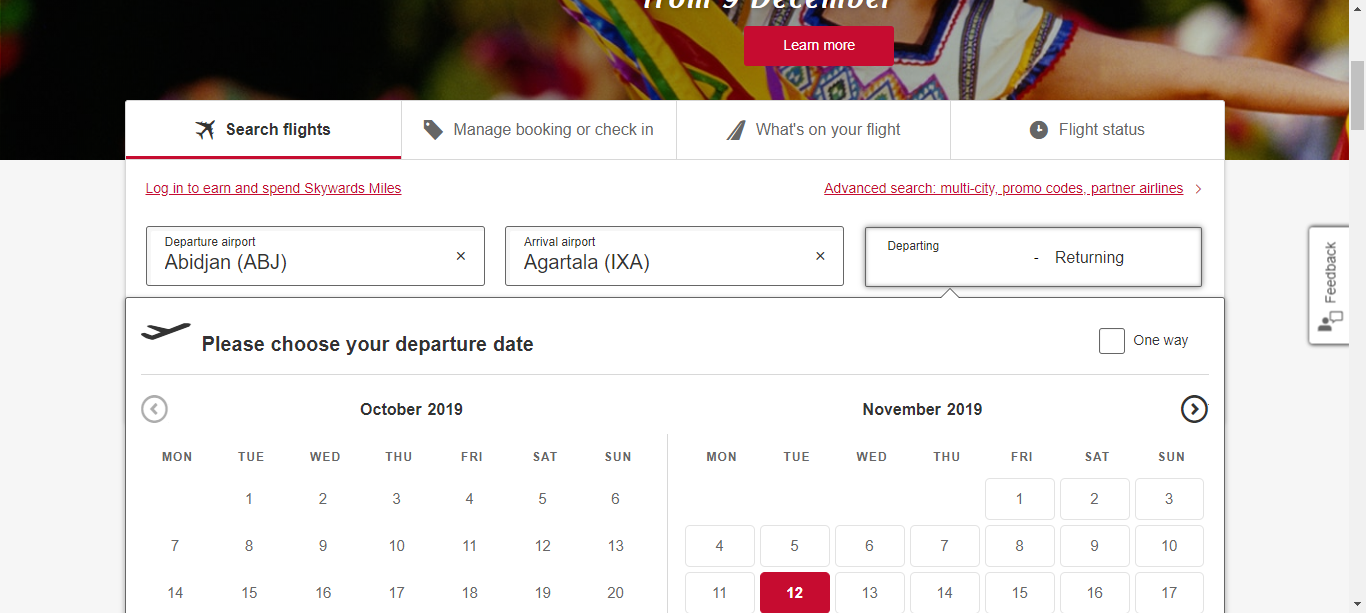 from 9 December
Learn more
Search flights
Manage booking or check in
What's on your flight
Flight status
Log in to earn and spend Skywards Miles
Advanced search: multi-city, promo codes, partner airlines
Departure airport
Abidjan (ABJ)
Arrival airport
Agartala (IXA)
Departing
- Returning
Feedback
Please choose your departure date
One way
October 2019
November 2019
MON TUE WED THU FRI SAT SUN
1 2 3 4 5 6
7 8 9 10 11 12 13
14 15 16 17 18 19 20
MON TUE WED THU FRI SAT SUN
1 2 3
4 5 6 7 8 9 10
11 12 13 14 15 16 17